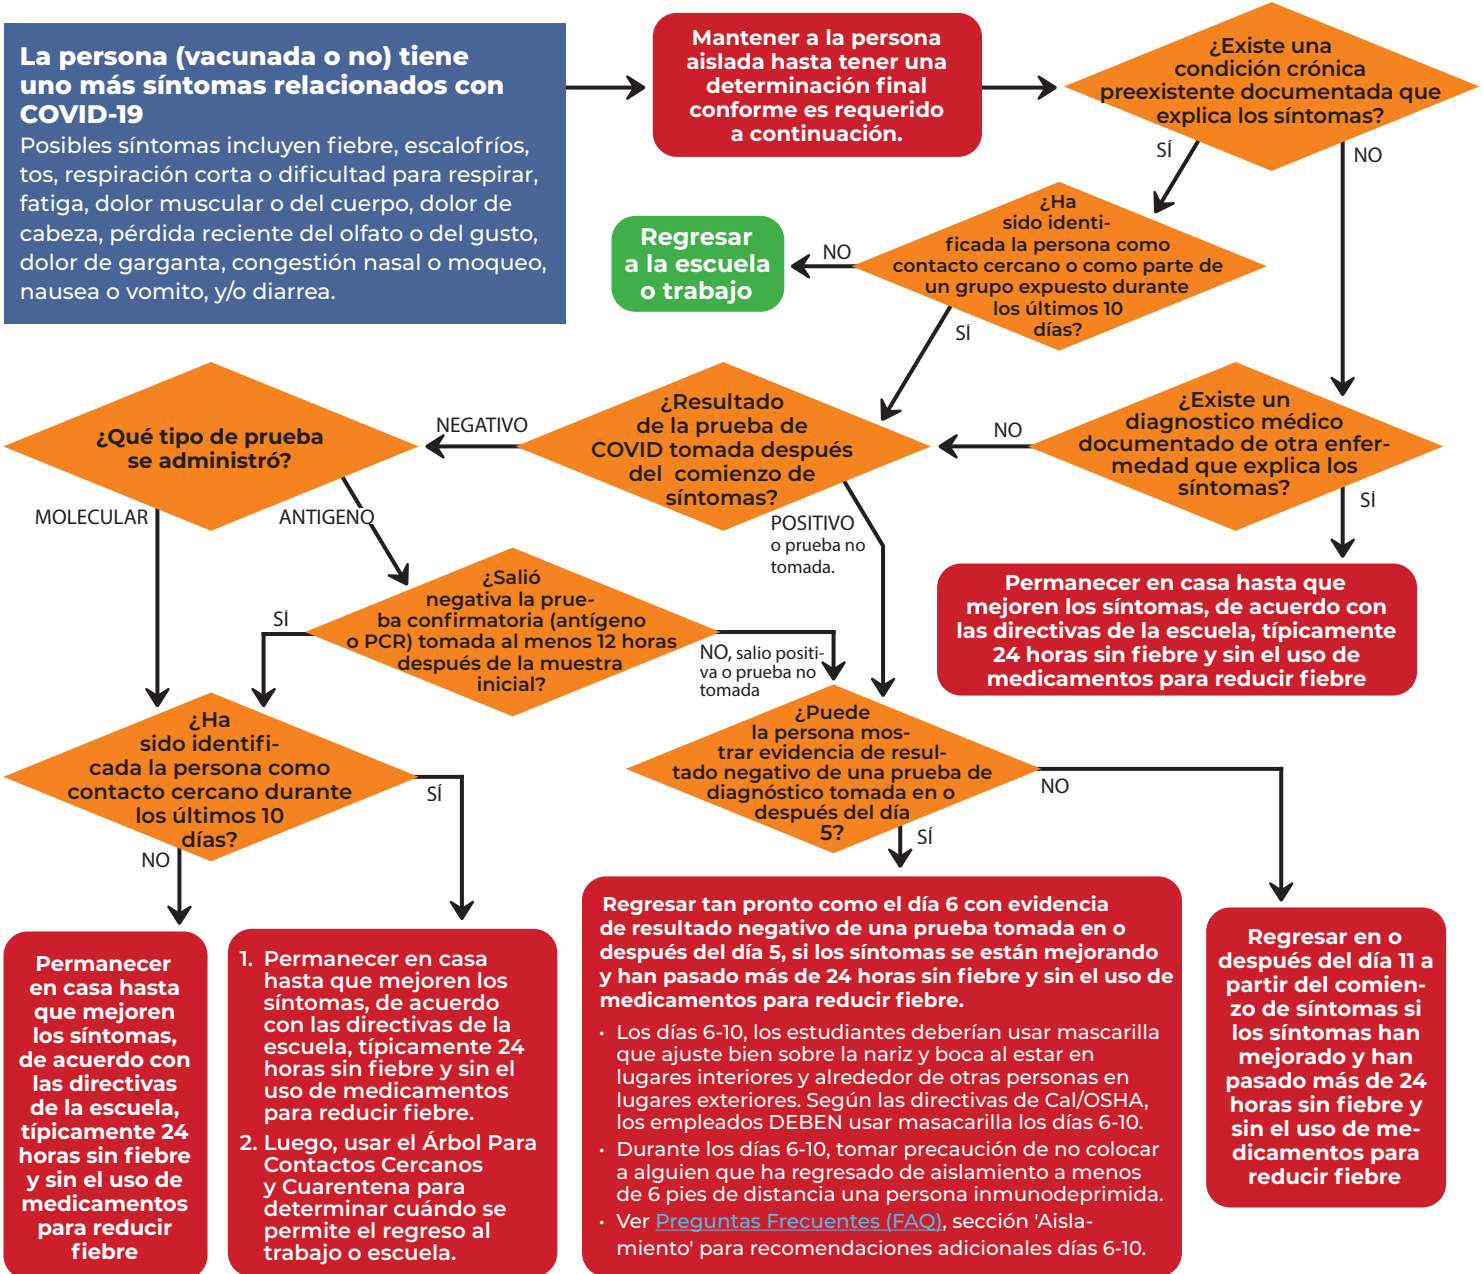 La persona (vacunada o no) tiene
uno más síntomas relacionados con
COVID-19
Posibles síntomas incluyen fiebre, escalofríos,
tos, respiración corta o dificultad para respirar,
fatiga, dolor muscular o del cuerpo, dolor de
cabeza, pérdida reciente del olfato o del gusto,
dolor de garganta, congestión nasal o moqueo,
nausea o vomito, y/o diarrea.
Mantener a la persona
aislada hasta tener una
determinación final
conforme es requerido
a continuación.
¿Existe una
condición crónica
preexistente documentada que
explica los síntomas?
SÍ
NO
¿Ha
sido identi-
ficada la persona como
contacto cercano o como parte de
un grupo expuesto durante
los últimos 10
días?
NO
Regresar
a la escuela
o trabajo
SÍ
¿Existe un
diagnostico médico
documentado de otra enfer-
medad que explica los
síntomas?
NO
SÍ
Permanecer en casa hasta que
mejoren los síntomas, de acuerdo con
las directivas de la escuela, típicamente
24 horas sin fiebre y sin el uso de
medicamentos para reducir fiebre
¿Resultado
de la prueba de
COVID tomada después
del comienzo de
síntomas?
NEGATIVO
POSITIVO
o prueba no
tomada.
¿Qué tipo de prueba
se administró?
MOLECULAR
ANTIGENO
¿Salió
negativa la prue-
ba confirmatoria (antígeno
o PCR) tomada al menos 12 horas
después de la muestra
inicial?
SÍ
NO, salio positi-
va o prueba no
tomada
¿Ha
sido identifi-
cada la persona como
contacto cercano durante
los últimos 10
días?
NO
SÍ
¿Puede
la persona mos-
trar evidencia de resul-
tado negativo de una prueba de
diagnóstico tomada en o
después del día
5?
SÍ
NO
Permanecer
en casa hasta
que mejoren
los síntomas,
de acuerdo con
las directivas
de la escuela,
típicamente 24
horas sin fiebre
y sin el uso de
medicamentos
para reducir
fiebre
1. Permanecer en casa
hasta que mejoren los
síntomas, de acuerdo
con las directivas de la
escuela, típicamente 24
horas sin fiebre y sin el
uso de medicamentos
para reducir fiebre.
2. Luego, usar el Árbol Para
Contactos Cercanos
y Cuarentena para
determinar cuándo se
permite el regreso al
trabajo o escuela.
Regresar tan pronto como el día 6 con evidencia
de resultado negativo de una prueba tomada en o
después del día 5, si los síntomas se están mejorando
y han pasado más de 24 horas sin fiebre y sin el uso de
medicamentos para reducir fiebre.
· Los días 6-10, los estudiantes deberían usar mascarilla
que ajuste bien sobre la nariz y boca al estar en
lugares interiores y alrededor de otras personas en
lugares exteriores. Según las directivas de Cal/OSHA,
los empleados DEBEN usar masacarilla los días 6-10.
· Durante los días 6-10, tomar precaución de no colocar
a alguien que ha regresado de aislamiento a menos
de 6 pies de distancia una persona inmunodeprimida.
· Ver Preguntas Frecuentes (FAQ), sección 'Aisla-
miento' para recomendaciones adicionales días 6-10.
Regresar en o
después del día 11 a
partir del comien-
zo de síntomas si
los síntomas han
mejorado y han
pasado más de 24
horas sin fiebre y
sin el uso de me-
dicamentos para
reducir fiebre